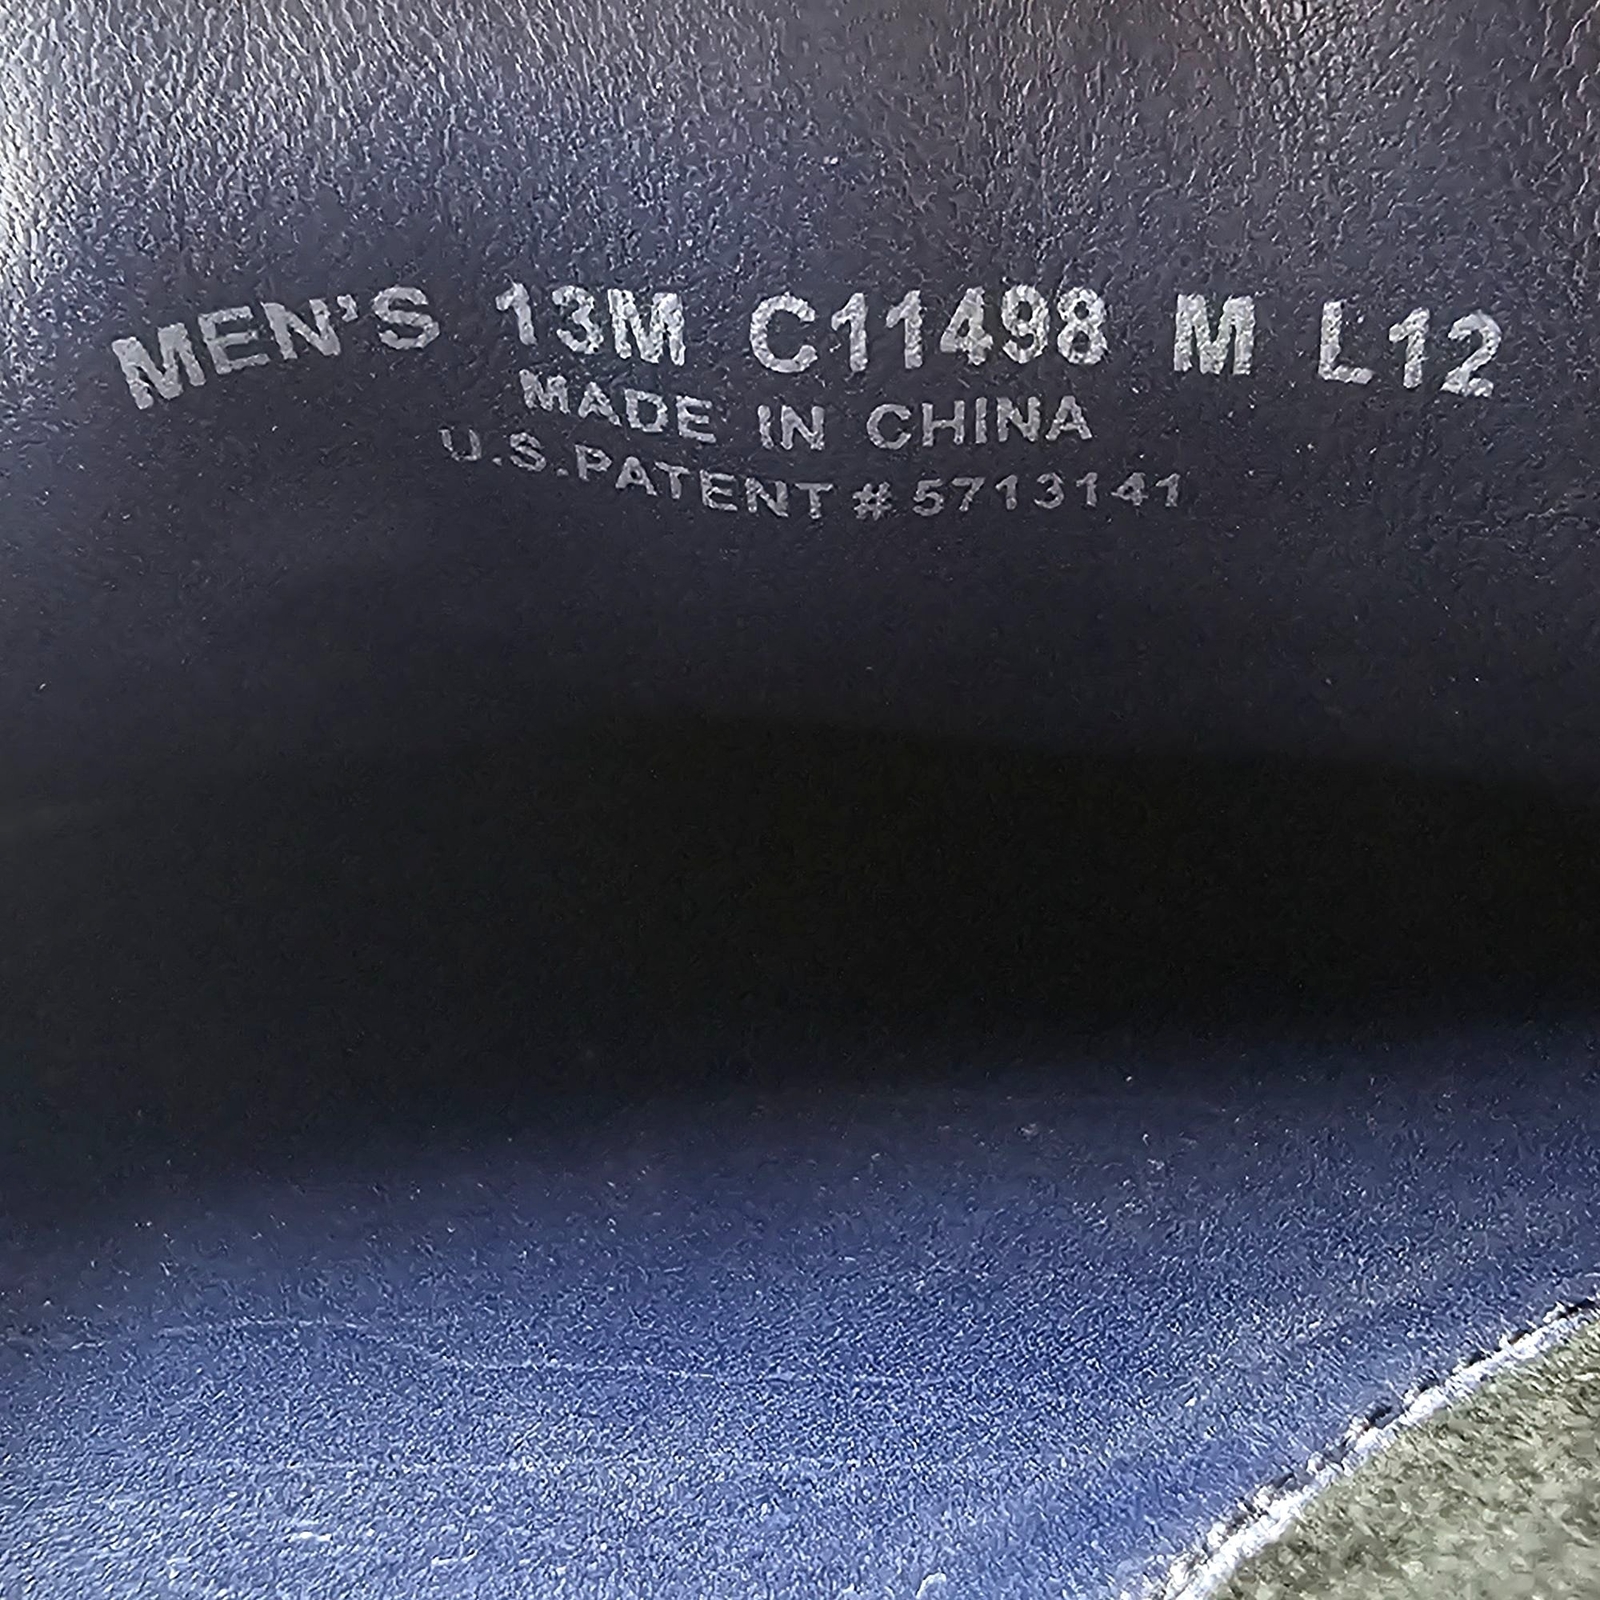 MEN'S 13M C11498 M L12
MADE IN CHINA
U.S.PATENT #5713141